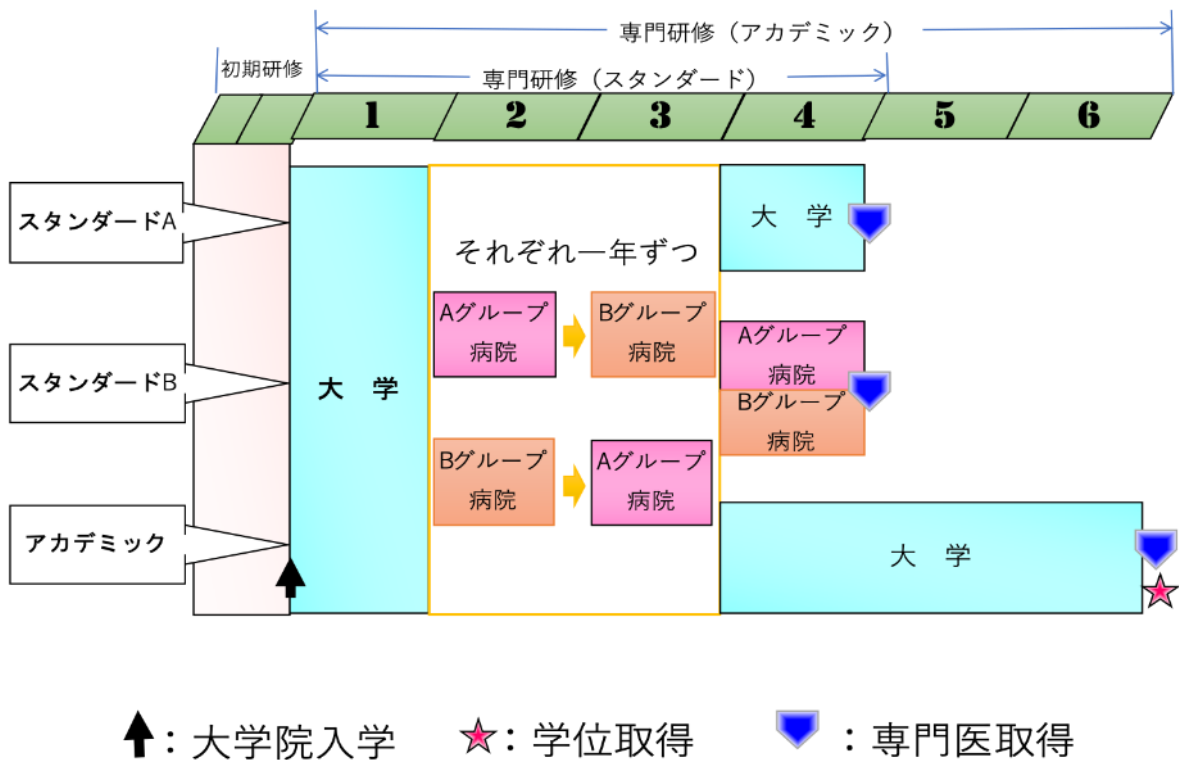 専門研修（アカデミック）
初期研修
専門研修（スタンダード）
1 2 3 4 5 6
スタンダードA
大　学
それぞれ一年ずつ
Aグループ
病院
Bグループ
病院
Aグループ
病院
スタンダードB
大　学
Bグループ
病院
Bグループ
病院
Aグループ
病院
アカデミック
大　学
：大学院入学
：学位取得
：専門医取得